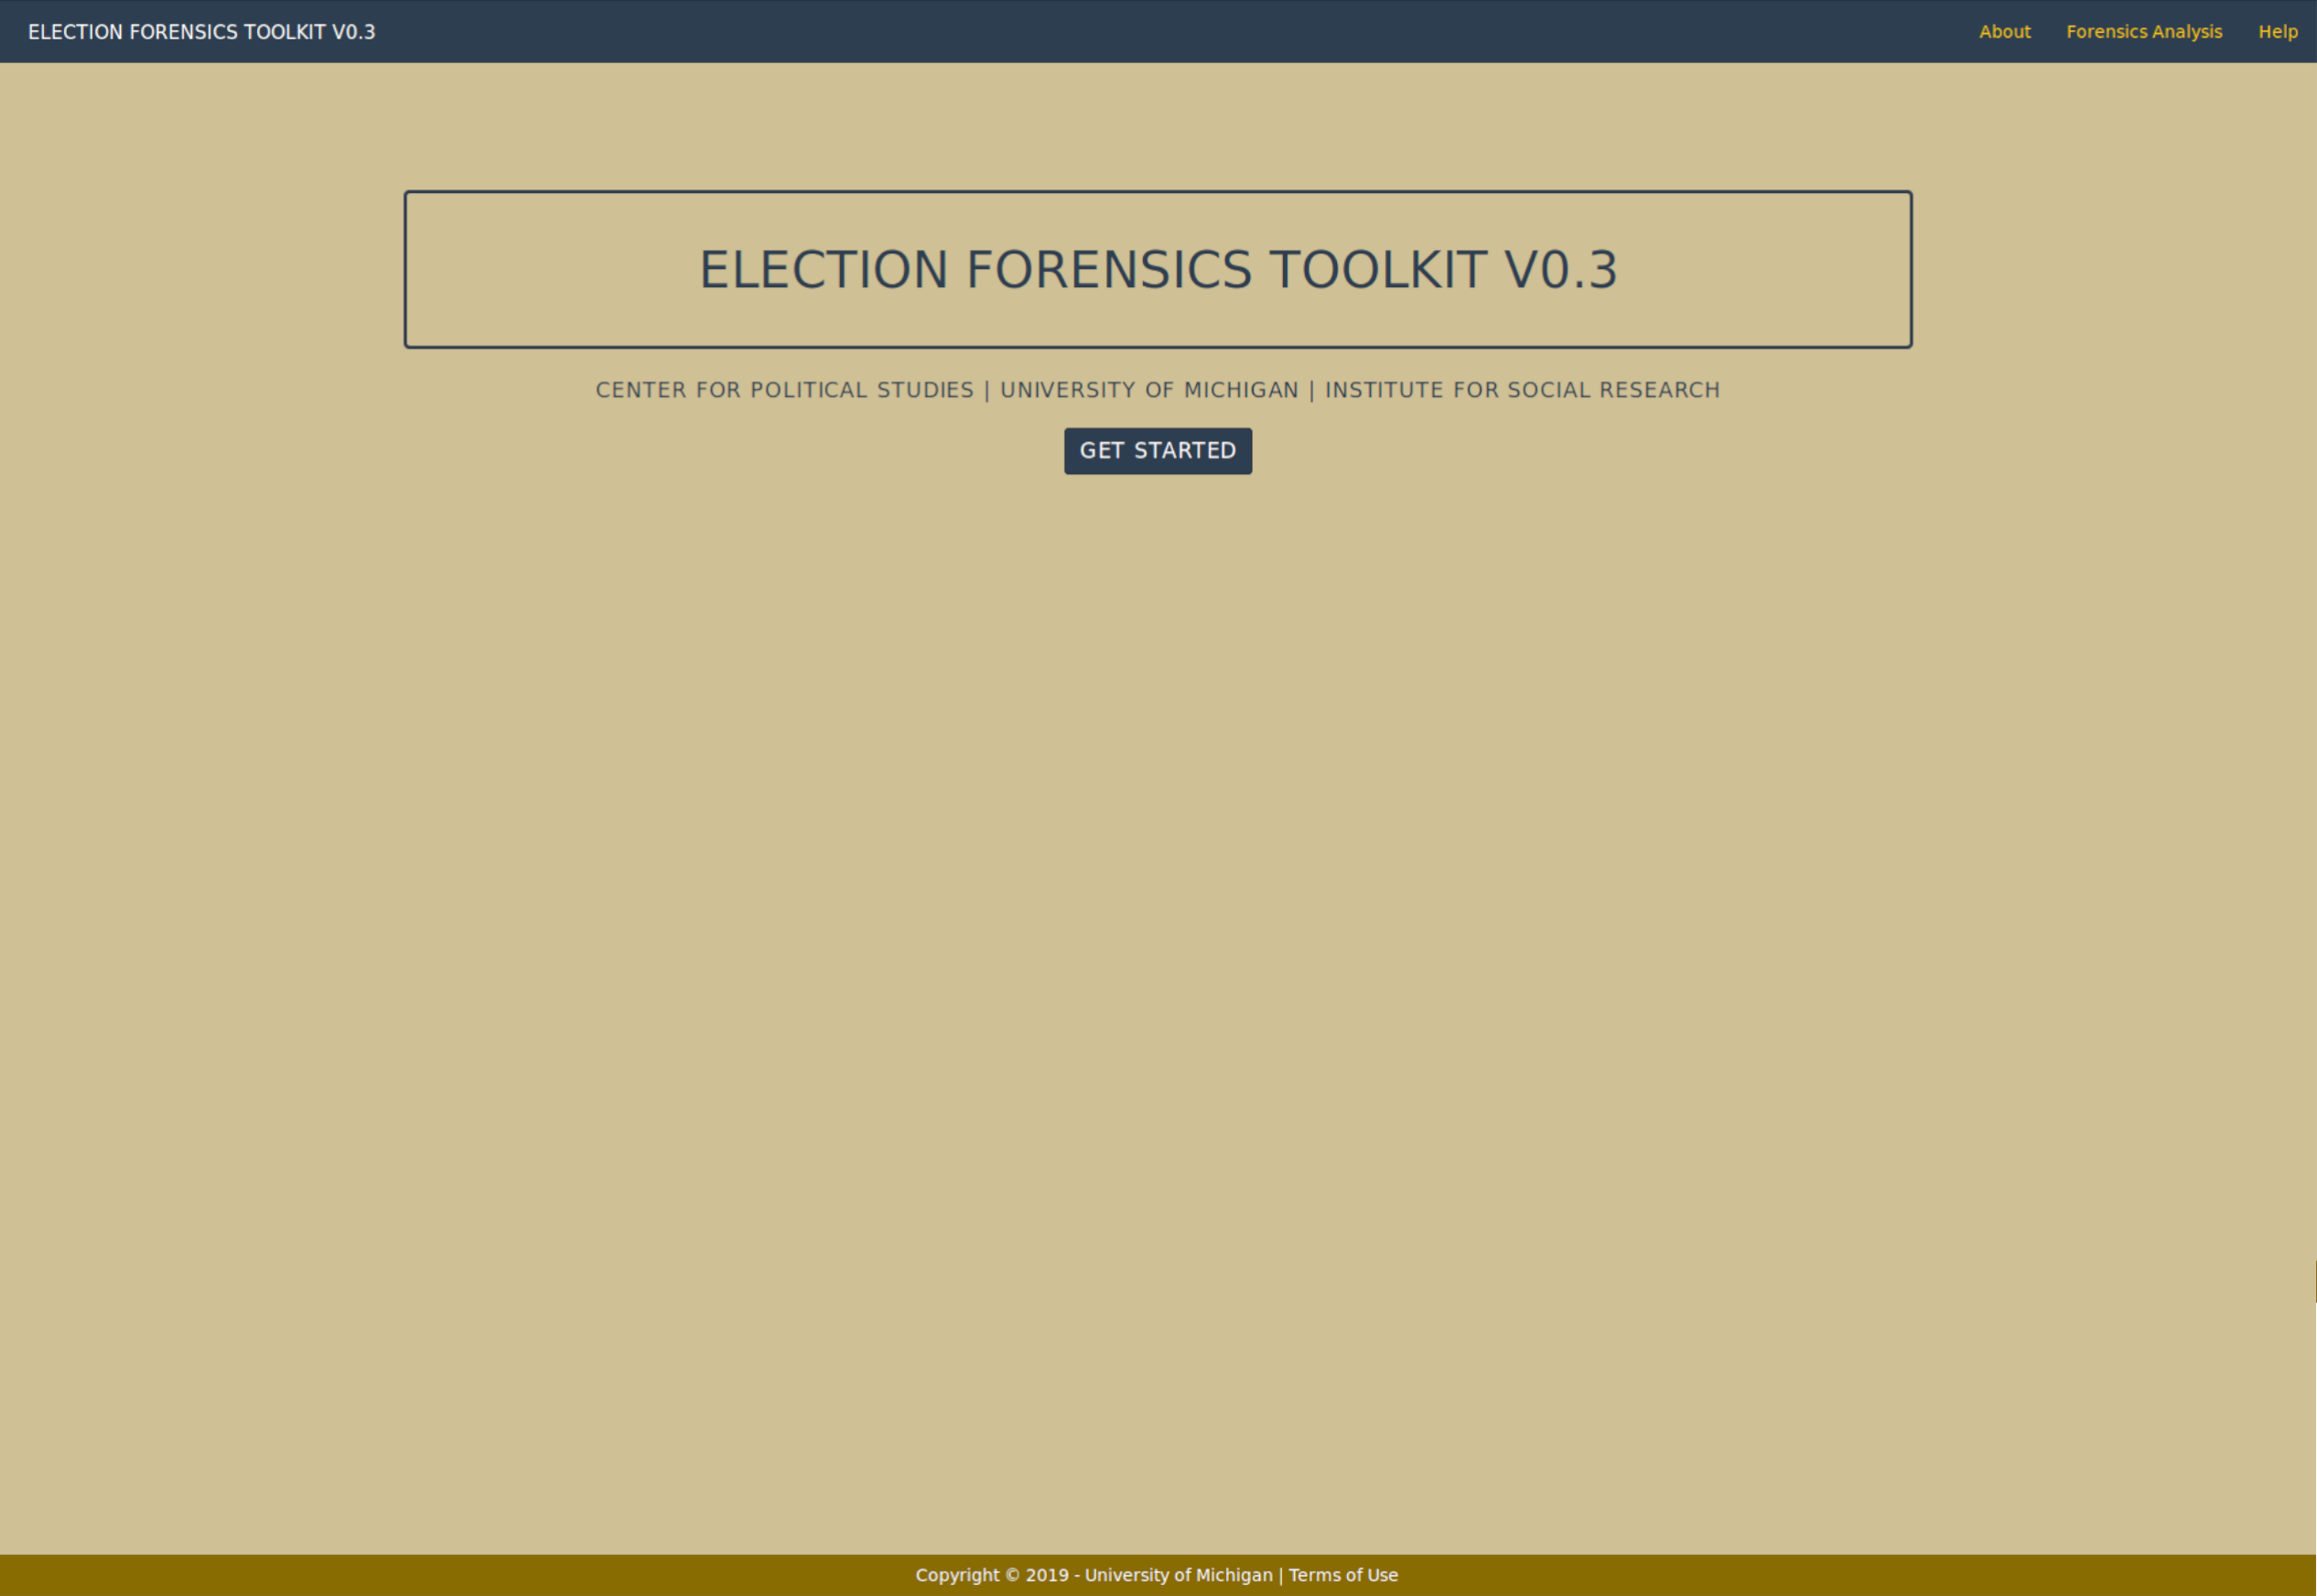 ELECTION FORENSICS TOOLKIT V0.3
About Forensics Analysis Help
ELECTION FORENSICS TOOLKIT V0.3
CENTER FOR POLITICAL STUDIES | UNIVERSITY OF MICHIGAN | INSTITUTE FOR SOCIAL RESEARCH
GET STARTED
Copyright © 2019 - University of Michigan | Terms of Use